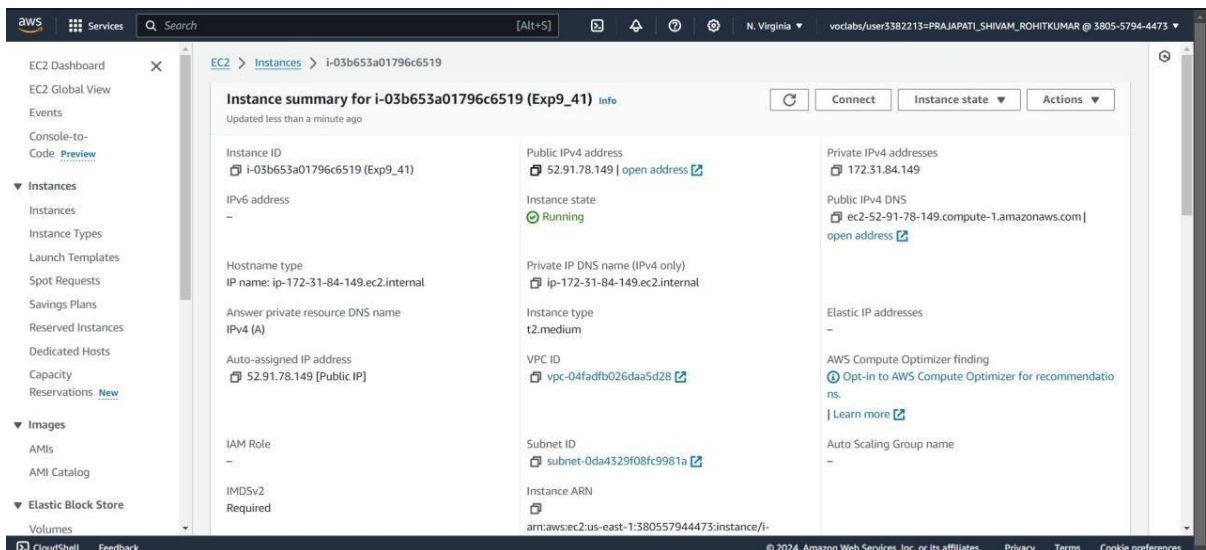 aws Services Search [Alt+S] N. Virginia voclabs/user3382213=PRAJAPATI_SHIVAM_ROHITKUMAR @ 3805-5794-4473
EC2 Dashboard
EC2 Global View
Events
Console-to-
Code Preview
Instances
Instances
Instance Types
Launch Templates
Spot Requests
Savings Plans
Reserved Instances
Dedicated Hosts
Capacity
Reservations New
Images
AMIs
AMI Catalog
Elastic Block Store
Volumes
EC2 > Instances > i-03b653a01796c6519
Instance summary for i-03b653a01796c6519 (Exp9_41) Info
Updated less than a minute ago
Connect Instance state Actions
Instance ID
i-03b653a01796c6519 (Exp9_41)
Public IPv4 address
52.91.78.149 | open address
Private IPv4 addresses
172.31.84.149
IPv6 address
–
Instance state
Running
Public IPv4 DNS
ec2-52-91-78-149.compute-1.amazonaws.com |
open address
Hostname type
IP name: ip-172-31-84-149.ec2.internal
Private IP DNS name (IPv4 only)
ip-172-31-84-149.ec2.internal
Answer private resource DNS name
IPv4 (A)
Instance type
t2.medium
Elastic IP addresses
–
Auto-assigned IP address
52.91.78.149 [Public IP]
VPC ID
vpc-04fadfb026daa5d28
AWS Compute Optimizer finding
Opt-in to AWS Compute Optimizer for recommendatio
ns.
| Learn more
IAM Role
–
Subnet ID
subnet-0da4329f08fc9981a
Auto Scaling Group name
–
IMDSv2
Required
Instance ARN
arn:aws:ec2:us-east-1:380557944473:instance/i-
CloudShell Feedback © 2024, Amazon Web Services, Inc. or its affiliates. Privacy Terms Cookie preferences